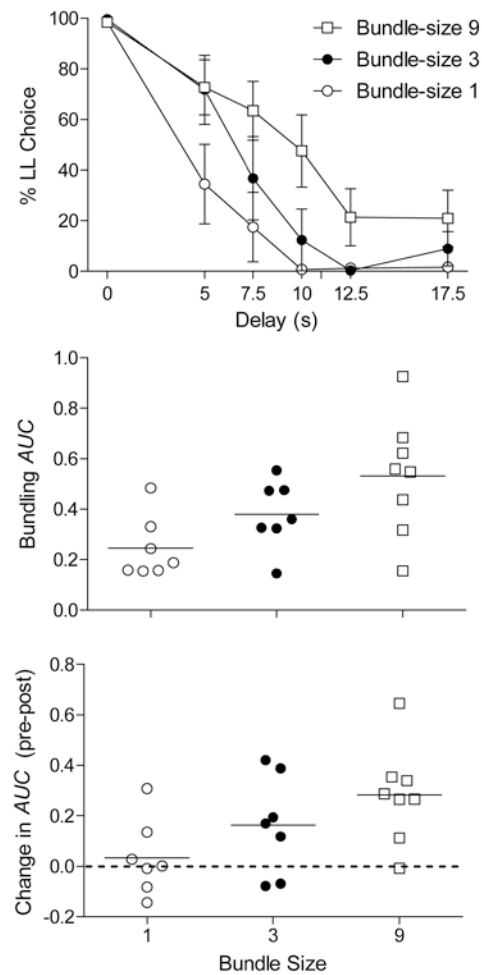 100
80
60
40
20
0
% LL Choice
Bundle-size 9
Bundle-size 3
Bundle-size 1
0 5 7.5 10 12.5 17.5
Delay (s)
1.0
0.8
0.6
0.4
0.2
0.0
Bundling AUC
0.8
0.6
0.4
0.2
0.0
-0.2
Change in AUC (pre-post)
1 3 9
Bundle Size